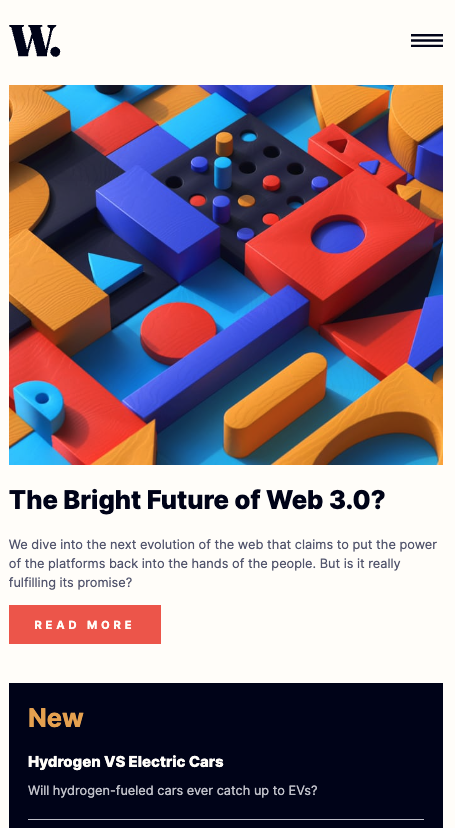 W.
The Bright Future of Web 3.0?
We dive into the next evolution of the web that claims to put the power
of the platforms back into the hands of the people. But is it really
fulfilling its promise?
READ MORE
New
Hydrogen VS Electric Cars
Will hydrogen-fueled cars ever catch up to EVs?